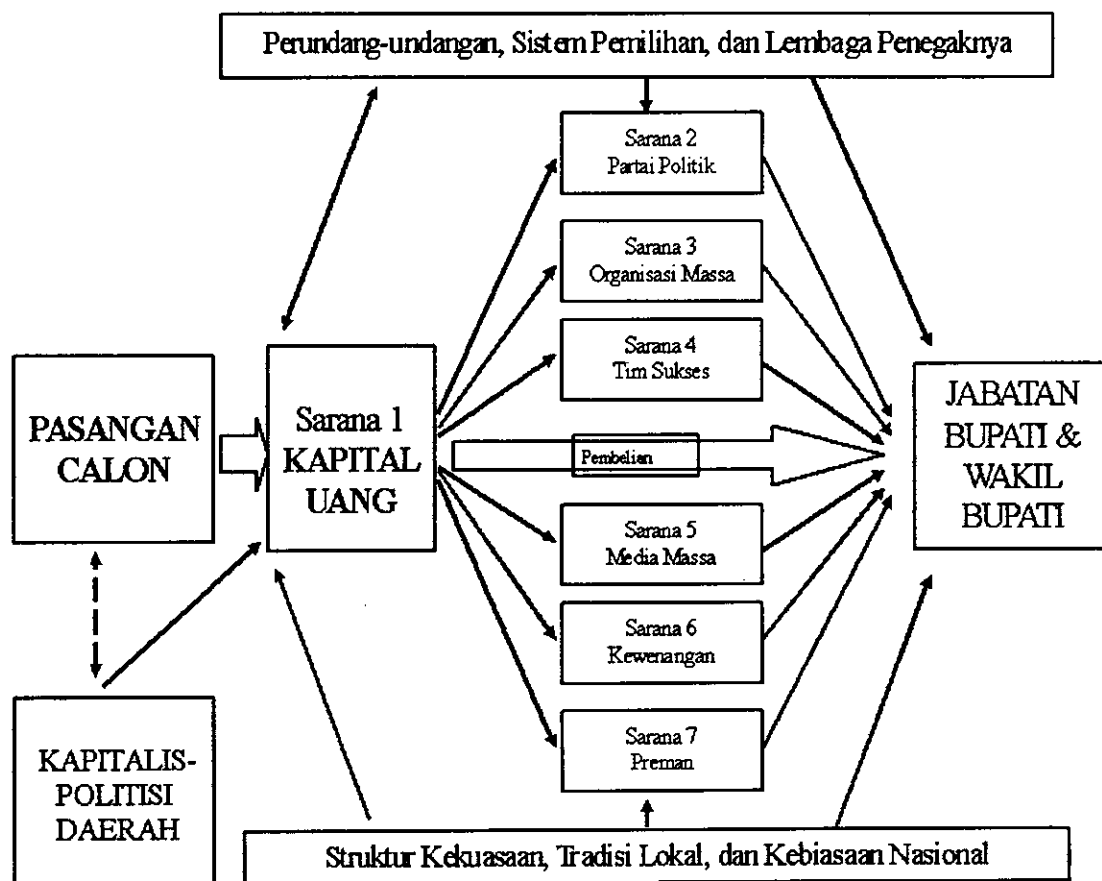 Perundang-undangan, Sistem Pemilihan, dan Lembaga Penegaknya
Sarana 2
Partai Politik
Sarana 3
Organisasi Massa
Sarana 4
Tim Sukses
PASANGAN
CALON
Sarana 1
KAPITAL
UANG
Pembelian
JABATAN
BUPATI &
WAKIL
BUPATI
Sarana 5
Media Massa
Sarana 6
Kewenangan
Sarana 7
Preman
KAPITALIS-
POLITISI
DAERAH
Struktur Kekuasaan, Tradisi Lokal, dan Kebiasaan Nasional